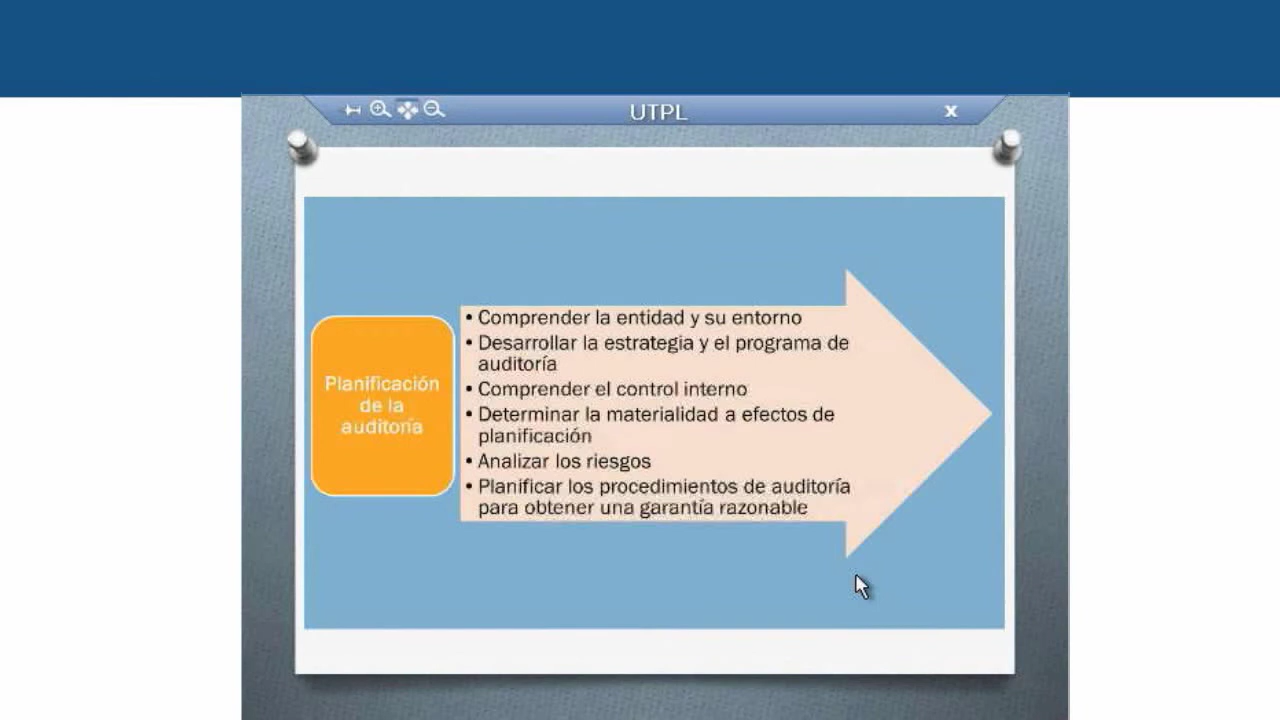 UTPL
x
Planificación
de la
auditoría
• Comprender la entidad y su entorno
• Desarrollar la estrategia y el programa de
auditoría
• Comprender el control interno
• Determinar la materialidad a efectos de
planificación
• Analizar los riesgos
• Planificar los procedimientos de auditoría
para obtener una garantía razonable